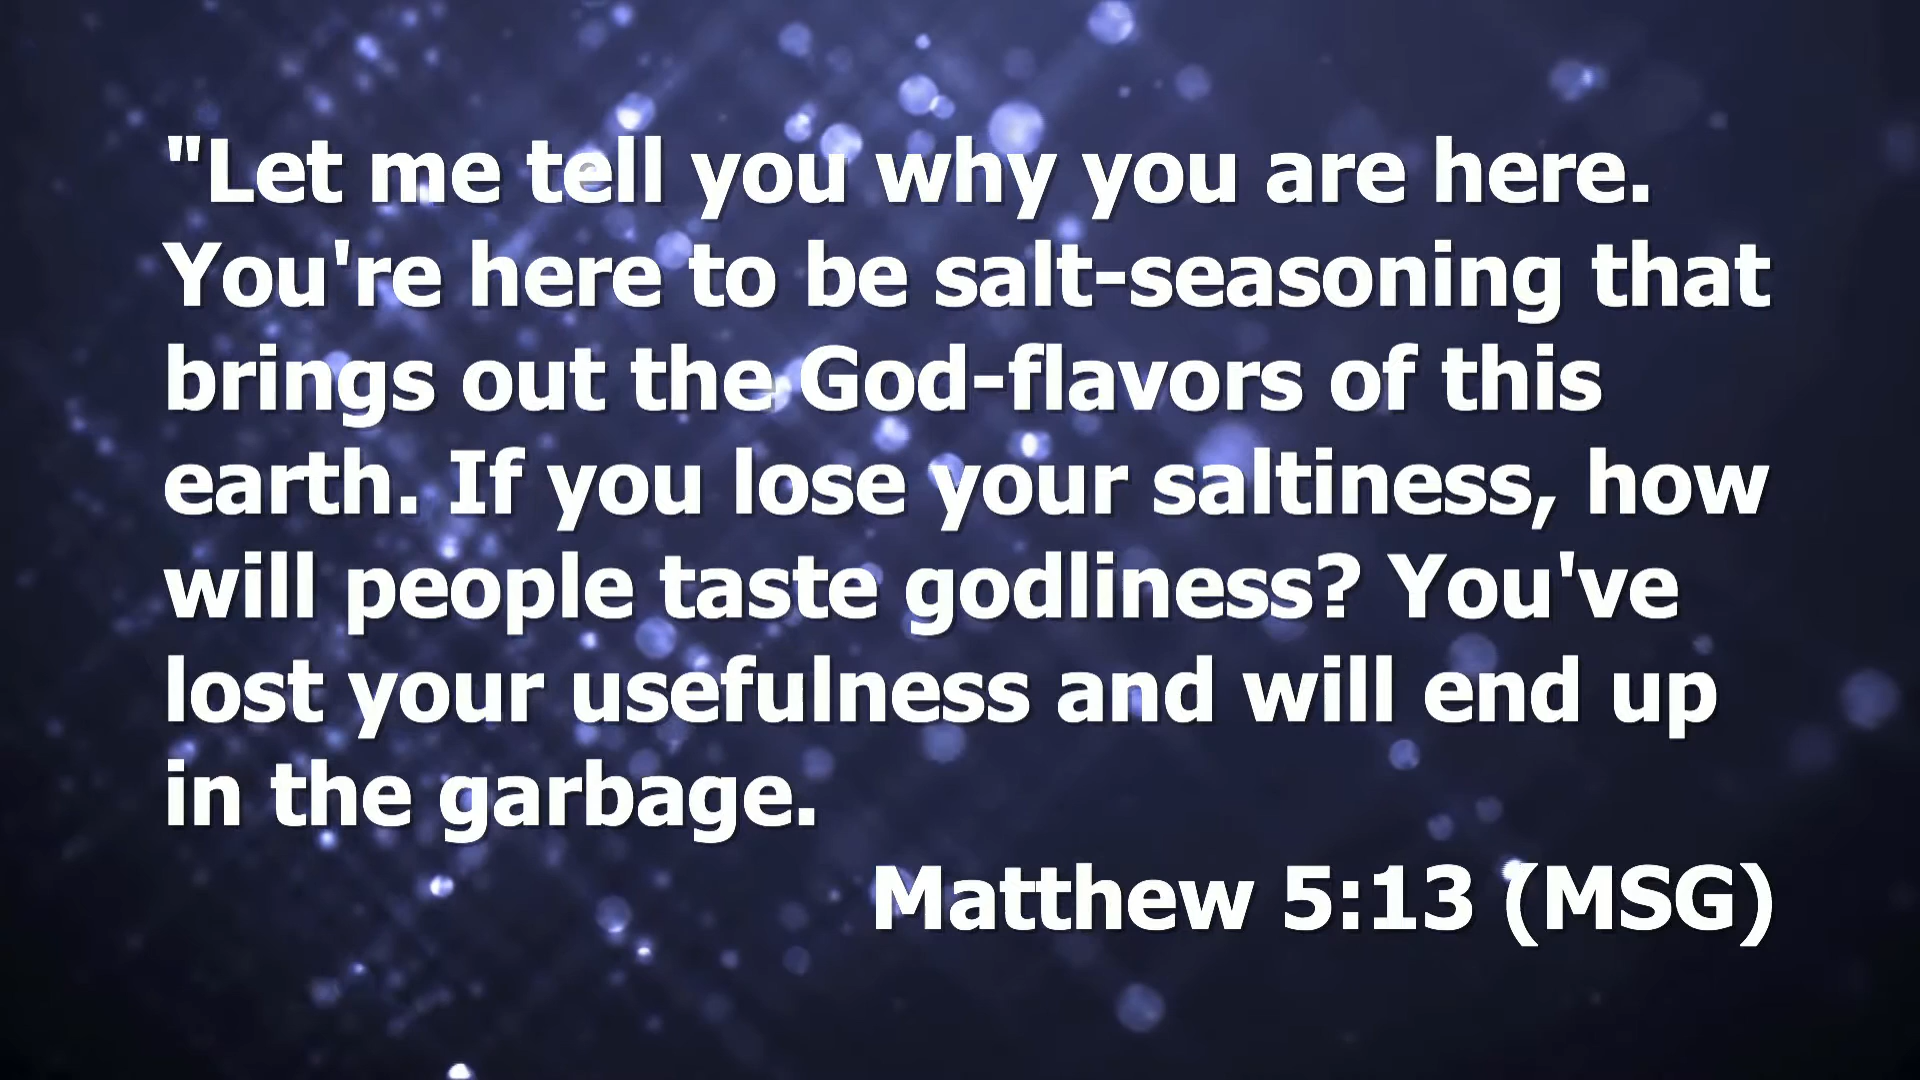 "Let me tell you why you are here.
You're here to be salt-seasoning that
brings out the God-flavors of this
earth. If you lose your saltiness, how
will people taste godliness? You've
lost your usefulness and will end up
in the garbage.
Matthew 5:13 (MSG)